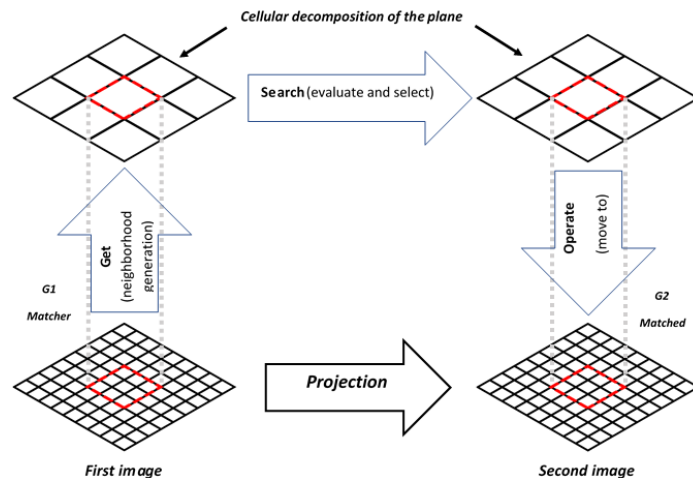 Cellular decomposition of the plane
Search (evaluate and select)
Get
(neighborhood
generation)
Operate
(move to)
G1
Matcher
G2
Matched
Projection
First image
Second image